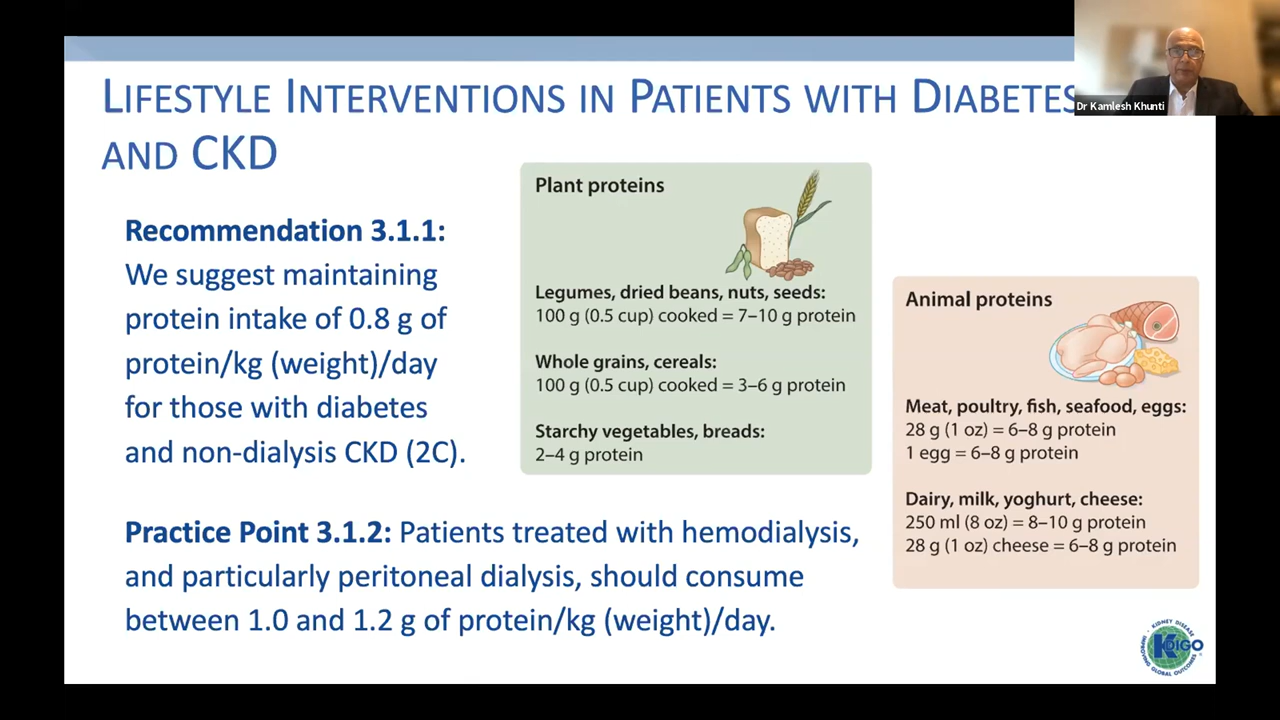 LIFESTYLE INTERVENTIONS IN PATIENTS WITH DIABETES
AND CKD
Dr Kamlesh Khunti
Recommendation 3.1.1:
We suggest maintaining
protein intake of 0.8 g of
protein/kg (weight)/day
for those with diabetes
and non-dialysis CKD (2C).
Practice Point 3.1.2: Patients treated with hemodialysis,
and particularly peritoneal dialysis, should consume
between 1.0 and 1.2 g of protein/kg (weight)/day.
Plant proteins
Legumes, dried beans, nuts, seeds:
100 g (0.5 cup) cooked = 7–10 g protein
Whole grains, cereals:
100 g (0.5 cup) cooked = 3–6 g protein
Starchy vegetables, breads:
2–4 g protein
Animal proteins
Meat, poultry, fish, seafood, eggs:
28 g (1 oz) = 6–8 g protein
1 egg = 6–8 g protein
Dairy, milk, yoghurt, cheese:
250 ml (8 oz) = 8–10 g protein
28 g (1 oz) cheese = 6–8 g protein
KIDNEY DISEASE
KDIGO
IMPROVING GLOBAL OUTCOMES